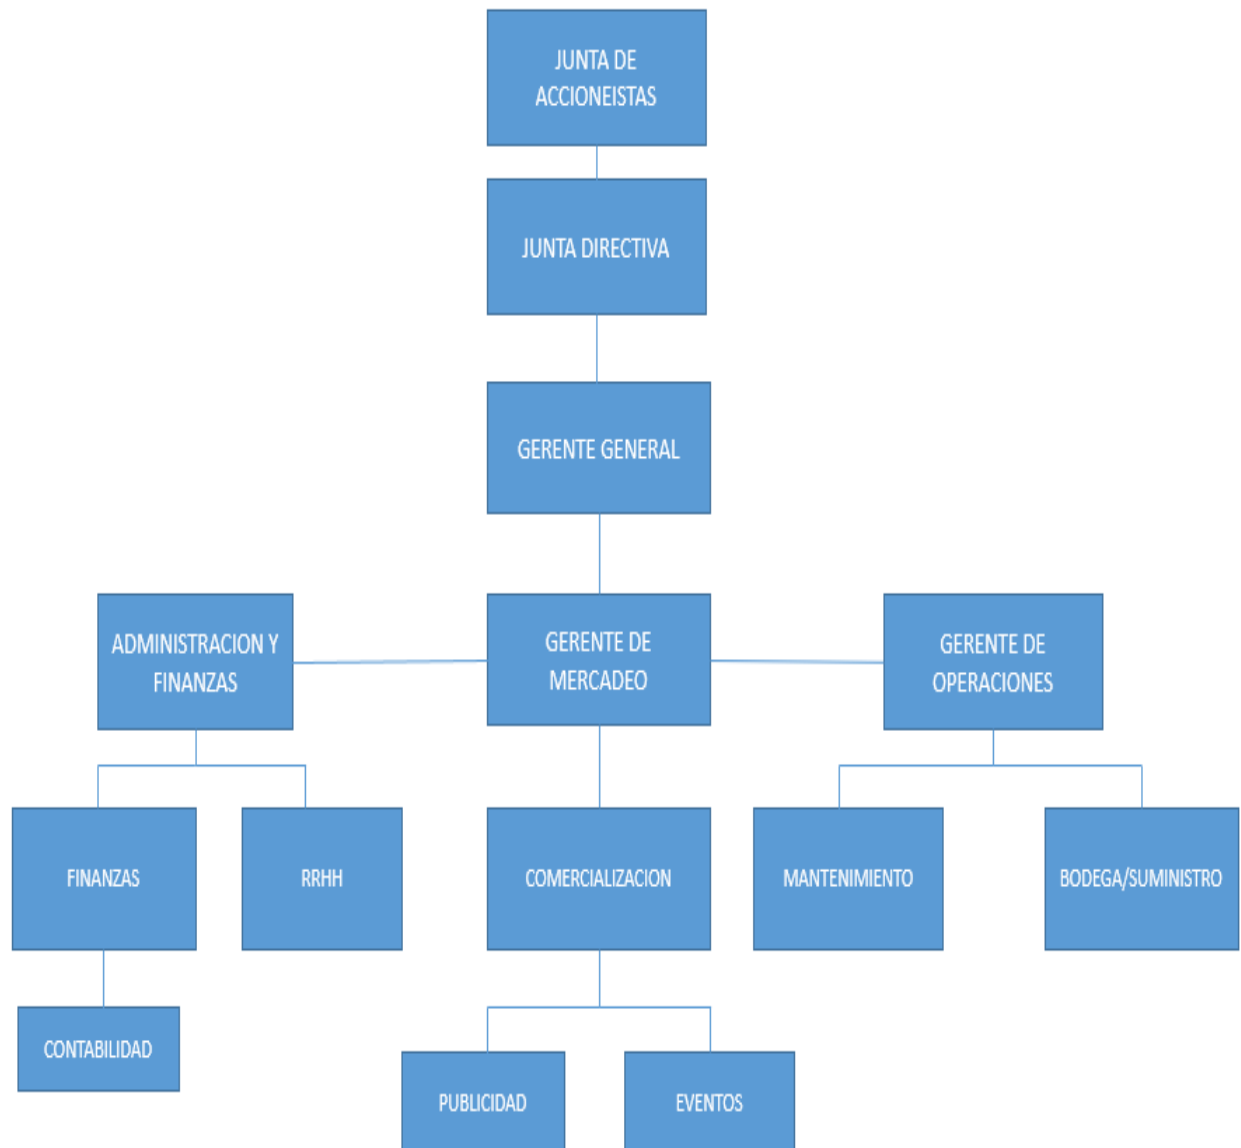 JUNTA DE
ACCIONEISTAS
JUNTA DIRECTIVA
GERENTE GENERAL
ADMINISTRACION Y
FINANZAS
GERENTE DE
MERCADEO
GERENTE DE
OPERACIONES
FINANZAS
RRHH
COMERCIALIZACION
MANTENIMIENTO
BODEGA/SUMINISTRO
CONTABILIDAD
PUBLICIDAD
EVENTOS